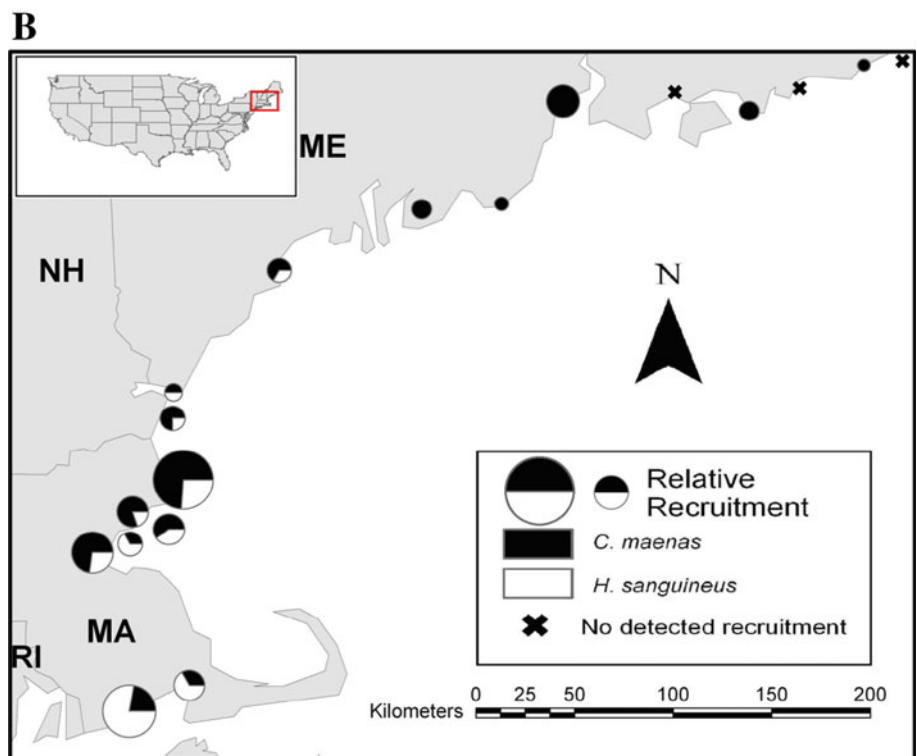 B
ME
NH
N
Relative
Recruitment
C. maenas
H. sanguineus
No detected recruitment
MA
RI
Kilometers 0 25 50 100 150 200